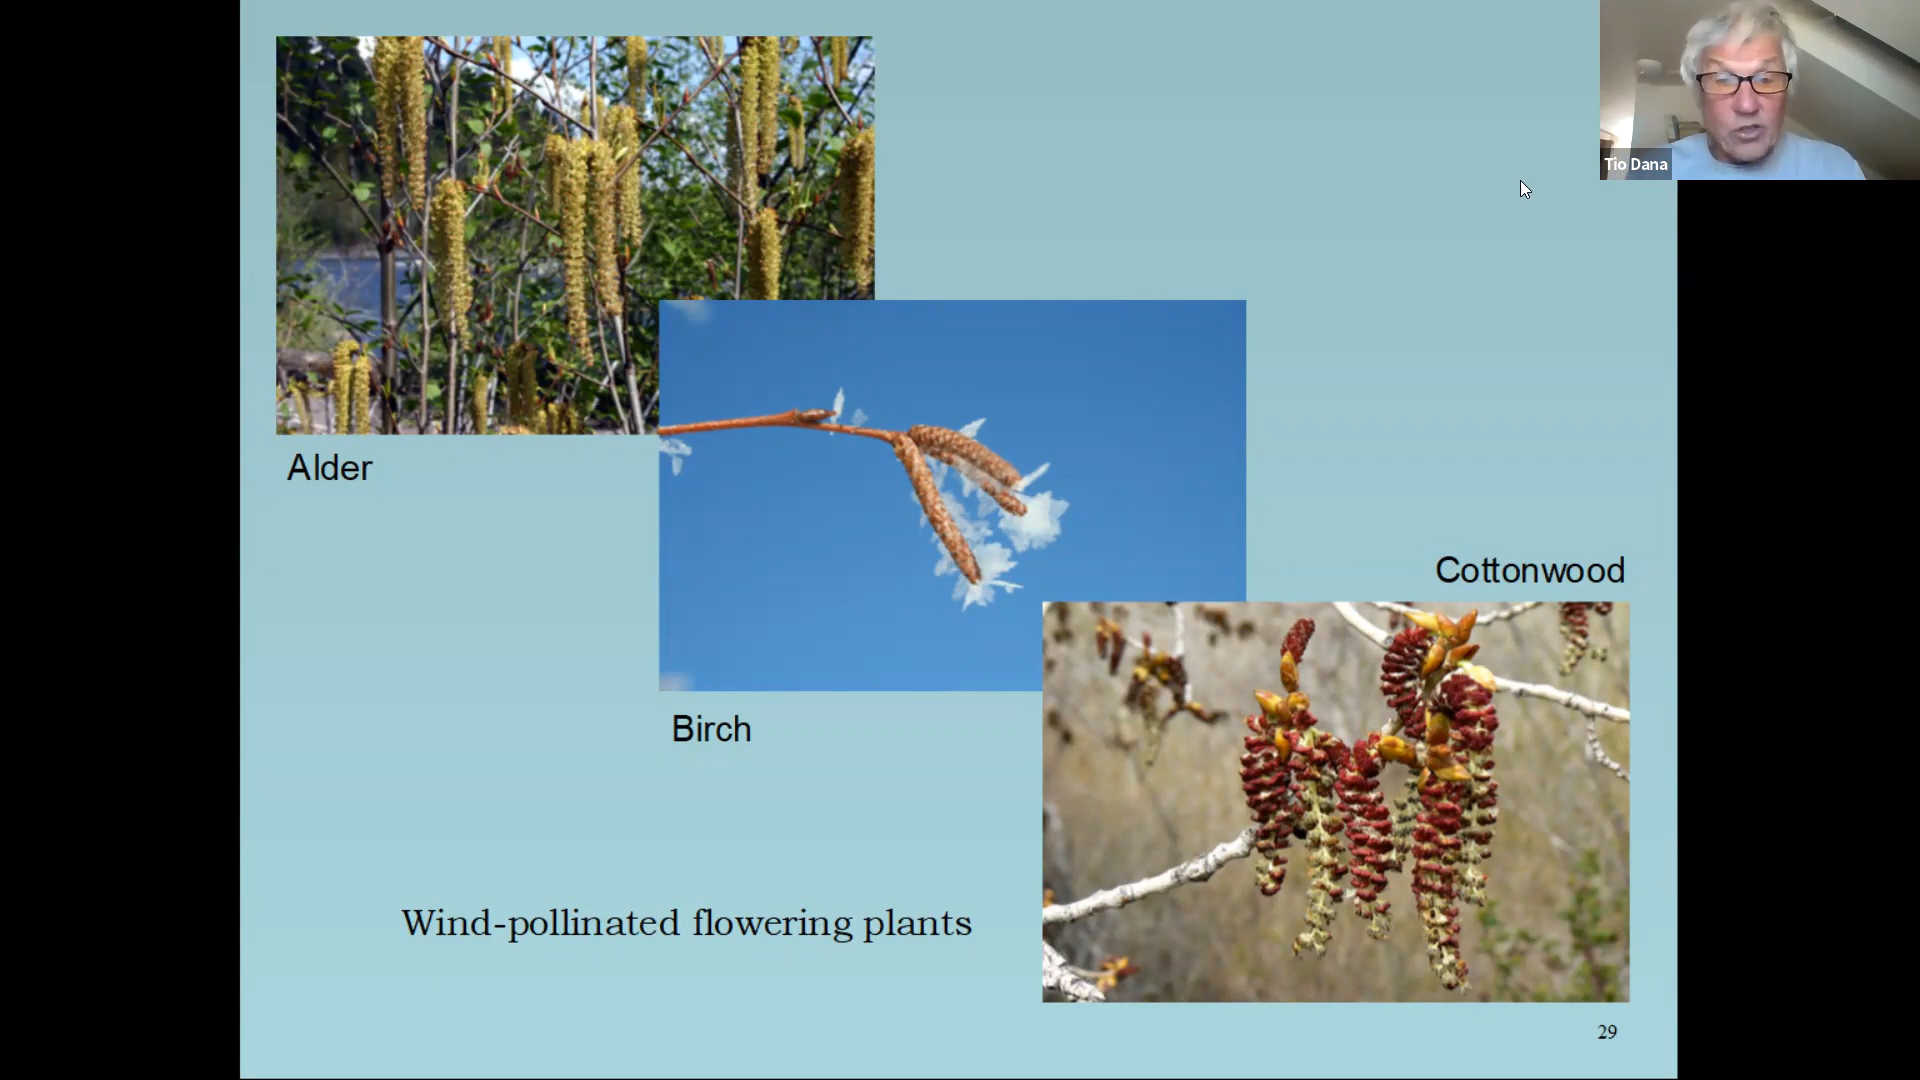 Tio Dana
Alder
Cottonwood
Birch
Wind-pollinated flowering plants
29